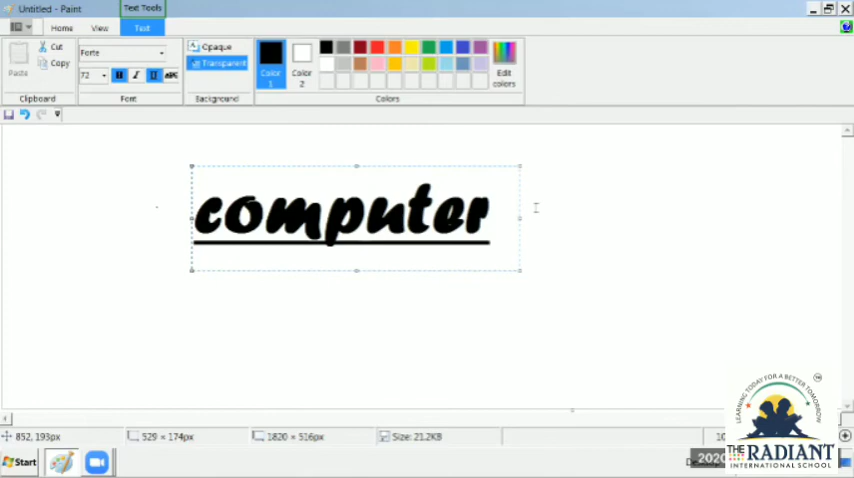 Untitled - Paint
Text Tools
Home
View
Text
Paste
Cut
Copy
Clipboard
Forte
72
B
I
U
abc
Font
Opaque
Transparent
Background
Color 1
Color 2
Edit colors
Colors
computer
852, 193px
529 × 174px
1820 × 516px
Size: 21.2KB
Start
2020
LEARNING TODAY FOR A BETTER TOMORROW
THE RADIANT
INTERNATIONAL SCHOOL